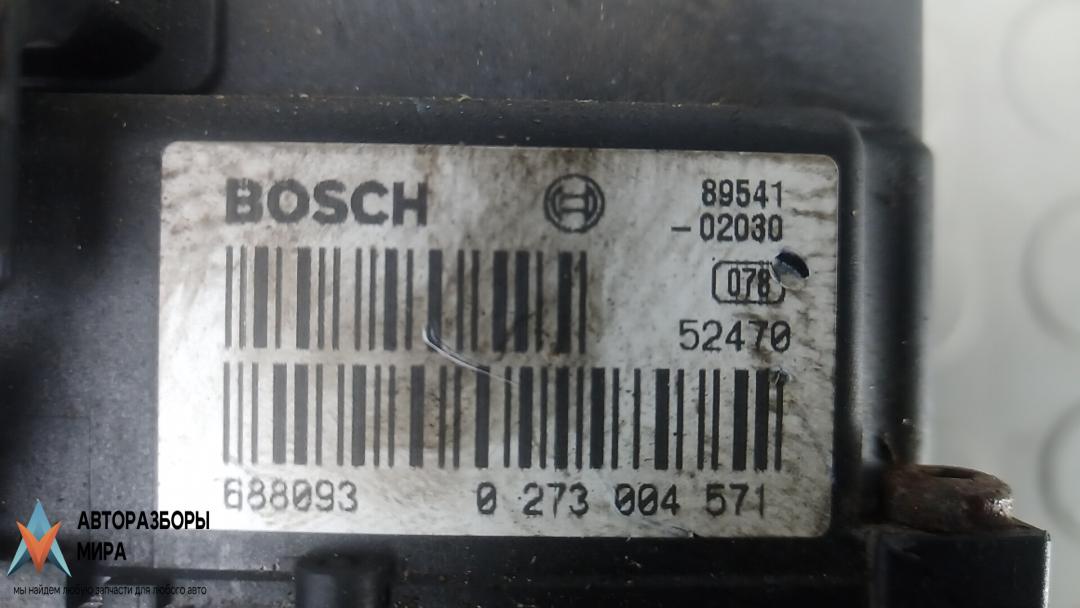 BOSCH
89541
-02030
078
52470
688093 0 273 004 571
АВТОРАЗБОРЫ
МИРА
мы найдем любую запчасти для любого авто